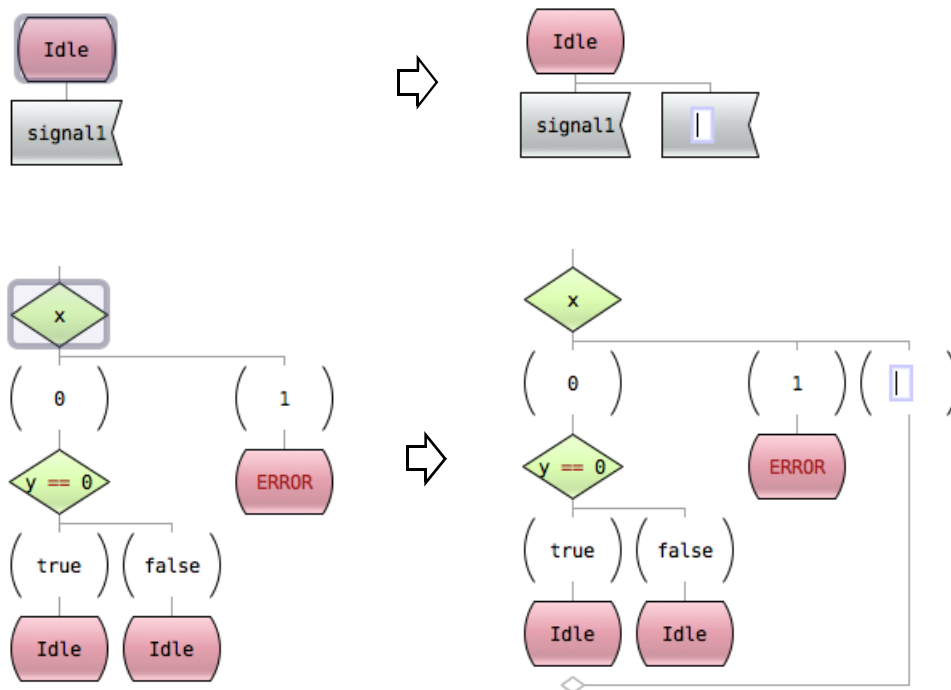 Idle
signal1
Idle
signal1
x
0
1
y == 0
ERROR
true
false
Idle
Idle
x
0
1
y == 0
ERROR
true
false
Idle
Idle